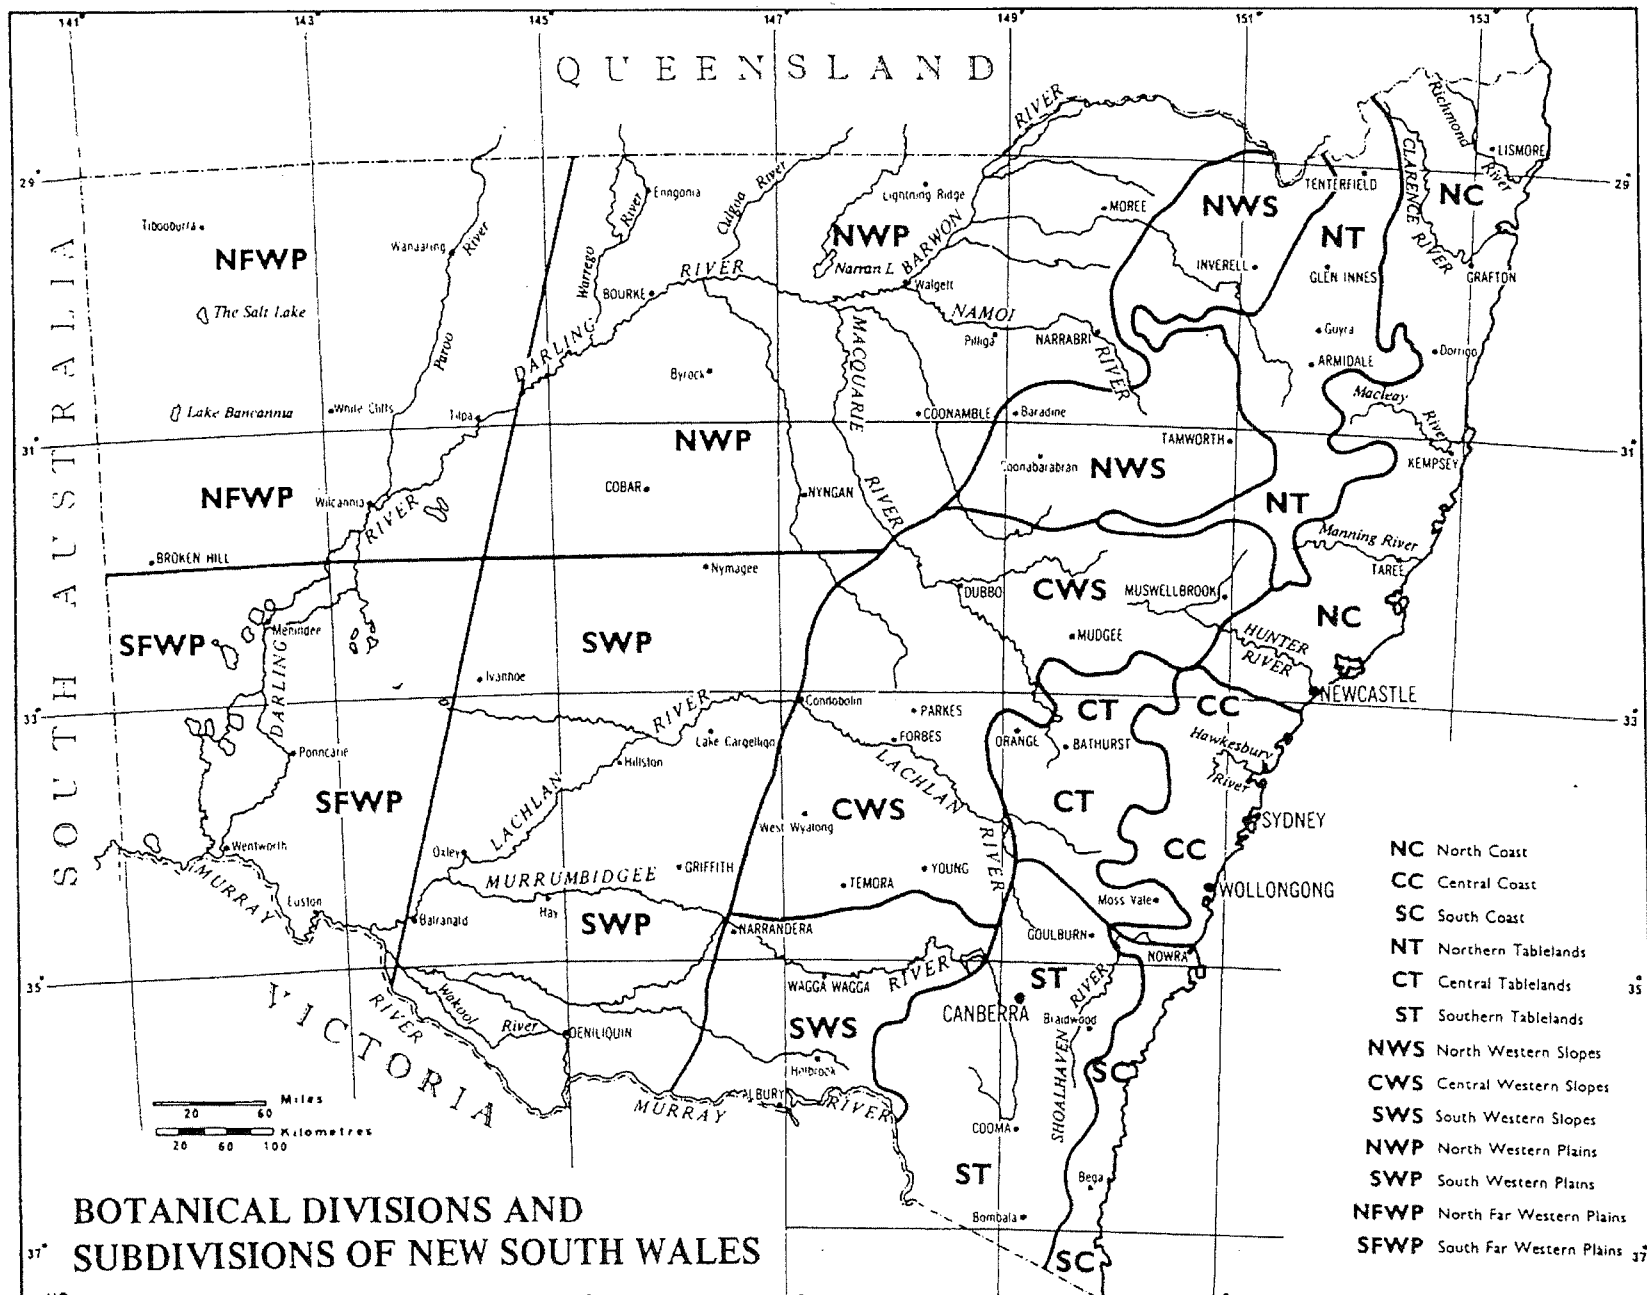 141°
143°
145°
147°
149°
151°
153°
QUEENSLAND
RIVER
Richmond
River
LISMORE
29°
29°
Enngonia
Culgoa River
Lightning Ridge
TENTERFIELD
CLARENCE RIVER
NC
Tibooburra
NFWP
Wanaaring
River
Warrego
River
NWP
BARWON
MOREE
NWS
NT
Narran L
INVERELL
GLEN INNES
GRAFTON
The Salt Lake
BOURKE
RIVER
Walgett
NAMOI
Guyra
Paroo
DARLING
MACQUARIE
Pilliga
NARRABRI
RIVER
ARMIDALE
Dorrigo
Byrock
Lake Bancannia
White Cliffs
Tilpa
COONAMBLE
Baradine
Macleay
River
31°
31°
NWP
TAMWORTH
KEMPSEY
Coonabarabran
NWS
NFWP
Wilcannia
RIVER
COBAR
NYNGAN
RIVER
NT
Manning River
TAREE
BROKEN HILL
Nymagee
DUBBO
CWS
MUSWELLBROOK
NC
SFWP
Menindee
SWP
MUDGEE
HUNTER
RIVER
DARLING
Ivanhoe
NEWCASTLE
33°
33°
RIVER
Condobolin
PARKES
CT
CC
Lake Cargelligo
FORBES
ORANGE
BATHURST
Hawkesbury
River
Pooncarie
Hillston
LACHLAN
SFWP
LACHLAN
CWS
CT
West Wyalong
RIVER
SYDNEY
Wentworth
Oxley
CC
MURRAY
MURRUMBIDGEE
GRIFFITH
TEMORA
YOUNG
WOLLONGONG
Euston
Balranald
Hay
SWP
Moss Vale
NARRANDERA
GOULBURN
NOWRA
35°
35°
WAGGA WAGGA
RIVER
ST
RIVER
CANBERRA
Braidwood
RIVER
Wakool
River
DENILIQUIN
SWS
SHOALHAVEN
SC
Holbrook
MURRAY
ALBURY
RIVER
COOMA
ST
Bega
Bombala
SC
SOUTH AUSTRALIA
VICTORIA
Miles
20 60
Kilometres
20 60 100
BOTANICAL DIVISIONS AND
SUBDIVISIONS OF NEW SOUTH WALES
37°
37°
NC North Coast
CC Central Coast
SC South Coast
NT Northern Tablelands
CT Central Tablelands
ST Southern Tablelands
NWS North Western Slopes
CWS Central Western Slopes
SWS South Western Slopes
NWP North Western Plains
SWP South Western Plains
NFWP North Far Western Plains
SFWP South Far Western Plains